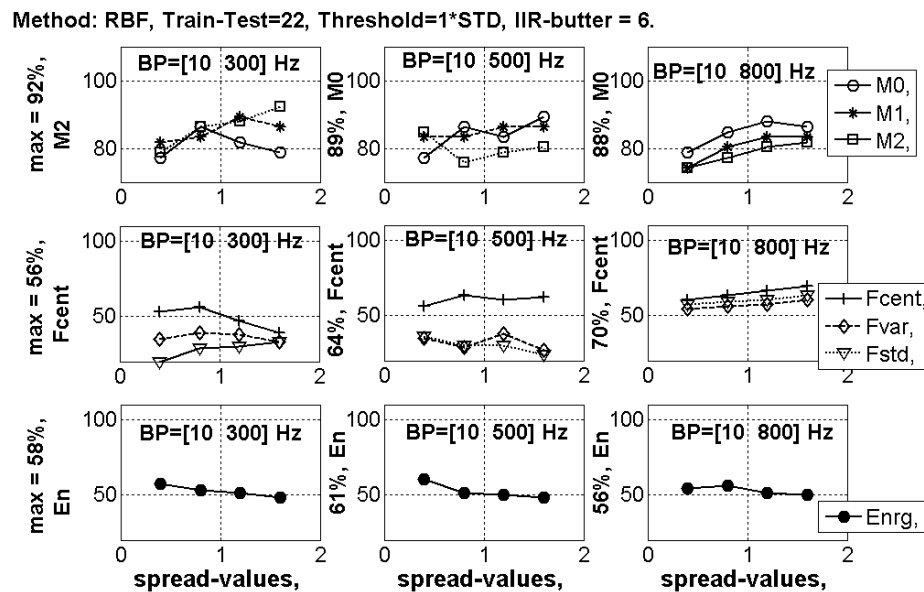 Method: RBF, Train-Test=22, Threshold=1*STD, IIR-butter = 6.
max = 92%,
M2
BP=[10 300] Hz
100
80
0
1
2
89%, M0
BP=[10 500] Hz
100
80
0
1
2
88%, M0
BP=[10 800] Hz
100
80
0
1
2
M0,
M1,
M2,
max = 56%,
Fcent
BP=[10 300] Hz
100
50
0
1
2
64%, Fcent
BP=[10 500] Hz
100
50
0
1
2
70%, Fcent
BP=[10 800] Hz
100
50
0
1
2
Fcent,
Fvar,
Fstd,
max = 58%,
En
BP=[10 300] Hz
100
50
0
1
2
spread-values,
61%, En
BP=[10 500] Hz
100
50
0
1
2
spread-values,
56%, En
BP=[10 800] Hz
100
50
0
1
2
spread-values,
Enrg,